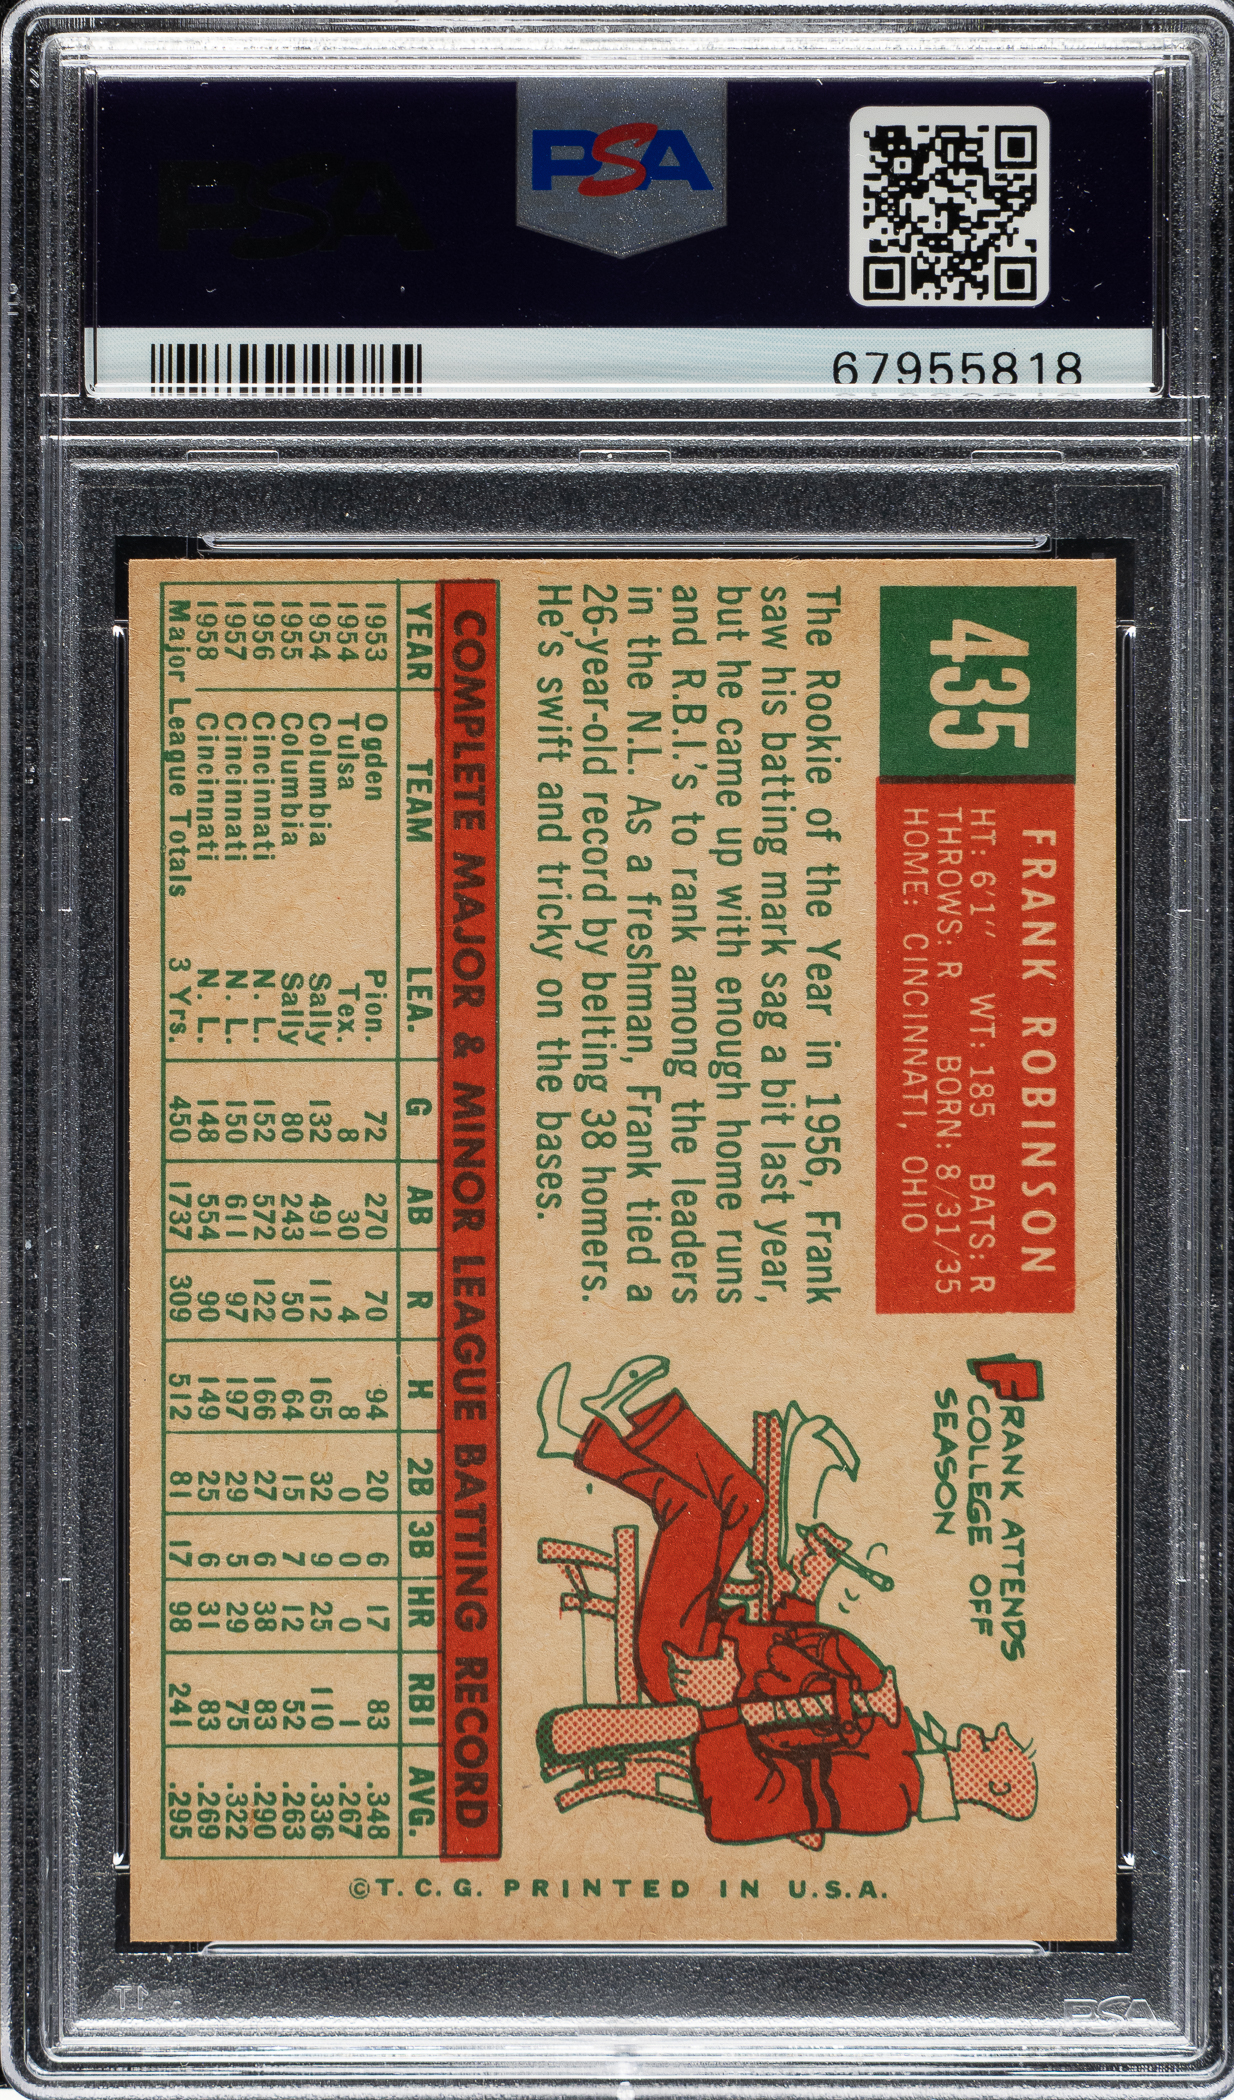 PSA
PSA
67955818
435
FRANK ROBINSON
HT: 6'1" WT: 185 BATS: R
THROWS: R BORN: 8/31/35
HOME: CINCINNATI, OHIO
FRANK ATTENDS
COLLEGE OFF
SEASON
The Rookie of the Year in 1956, Frank
saw his batting mark sag a bit last year,
but he came up with enough home runs
and R.B.I.'s to rank among the leaders
in the N.L. As a freshman, Frank tied a
26-year-old record by belting 38 homers.
He's swift and tricky on the bases.
COMPLETE MAJOR & MINOR LEAGUE BATTING RECORD
YEAR TEAM LEA. G AB R H 2B 3B HR RBI AVG.
1953 Ogden Pion. 72 270 70 94 20 6 17 83 .348
1954 Tulsa Tex. 8 30 4 8 0 0 0 1 .267
1954 Columbia Sally 132 491 112 165 32 9 25 110 .336
1955 Columbia Sally 80 243 50 64 15 7 12 52 .263
1956 Cincinnati N. L. 152 572 122 166 27 6 38 83 .290
1957 Cincinnati N. L. 150 611 97 197 29 5 29 75 .322
1958 Cincinnati N. L. 148 554 90 149 25 6 31 83 .269
Major League Totals 3 Yrs. 450 1737 309 512 81 17 98 241 .295
©T. C. G. PRINTED IN U.S.A.
PSA